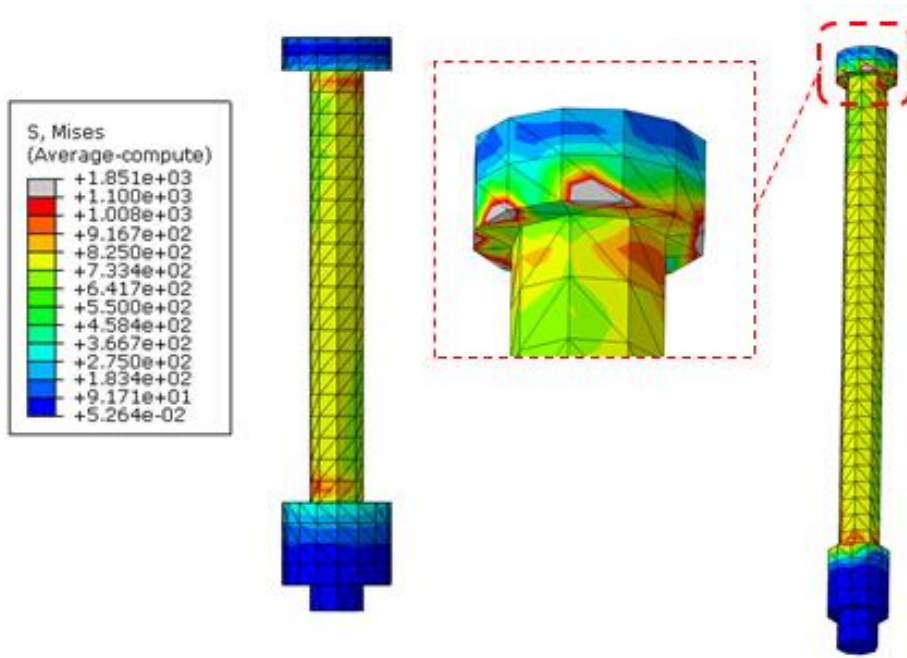 S, Mises
(Average-compute)
+1.851e+03
+1.100e+03
+1.008e+03
+9.167e+02
+8.250e+02
+7.334e+02
+6.417e+02
+5.500e+02
+4.584e+02
+3.667e+02
+2.750e+02
+1.834e+02
+9.171e+01
+5.264e-02